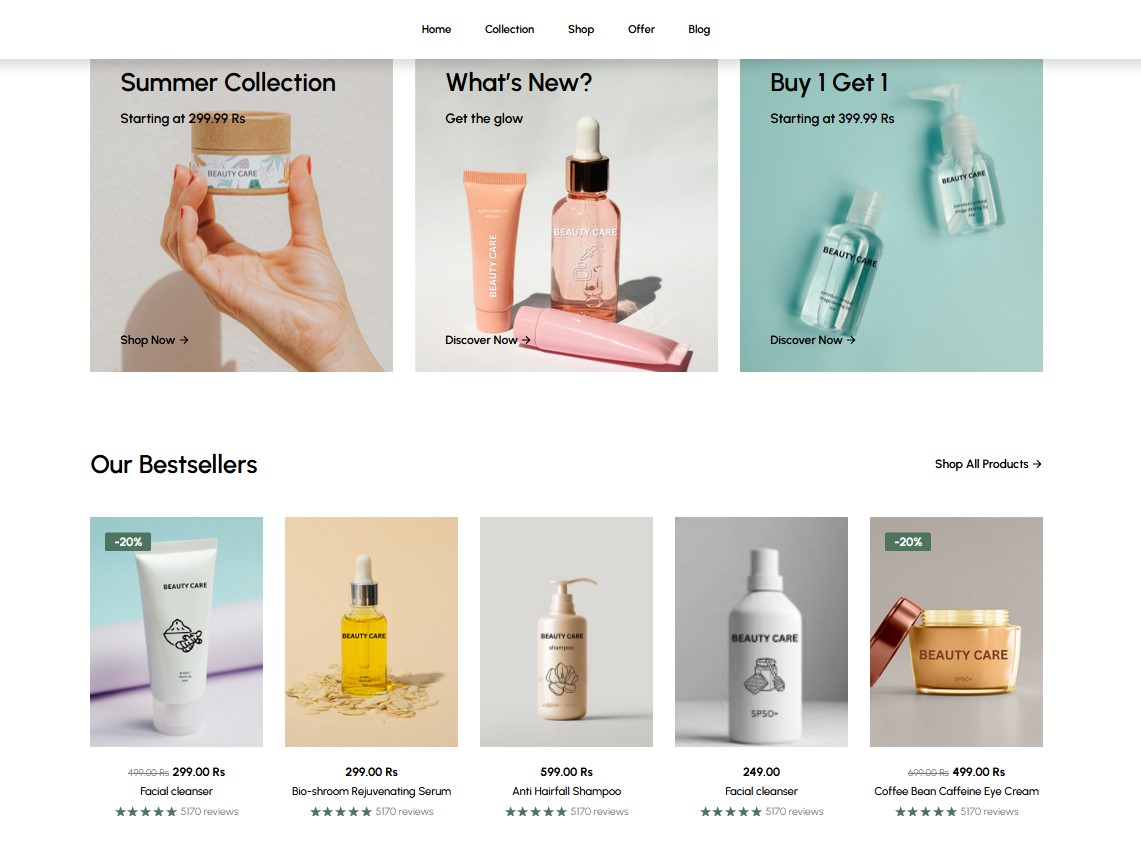 Home Collection Shop Offer Blog
Summer Collection
Starting at 299.99 Rs
BEAUTY CARE
Shop Now →
What's New?
Get the glow
BEAUTY CARE
BEAUTY CARE
Discover Now →
Buy 1 Get 1
Starting at 399.99 Rs
BEAUTY CARE
BEAUTY CARE
Discover Now →
Our Bestsellers
Shop All Products →
-20%
BEAUTY CARE
BEAUTY CARE
BEAUTY CARE
shampoo
BEAUTY CARE
SPSO+
-20%
BEAUTY CARE
SPSO+
499.00 Rs 299.00 Rs
Facial cleanser
5170 reviews
299.00 Rs
Bio-shroom Rejuvenating Serum
5170 reviews
599.00 Rs
Anti Hairfall Shampoo
5170 reviews
249.00
Facial cleanser
5170 reviews
699.00 Rs 499.00 Rs
Coffee Bean Caffeine Eye Cream
5170 reviews